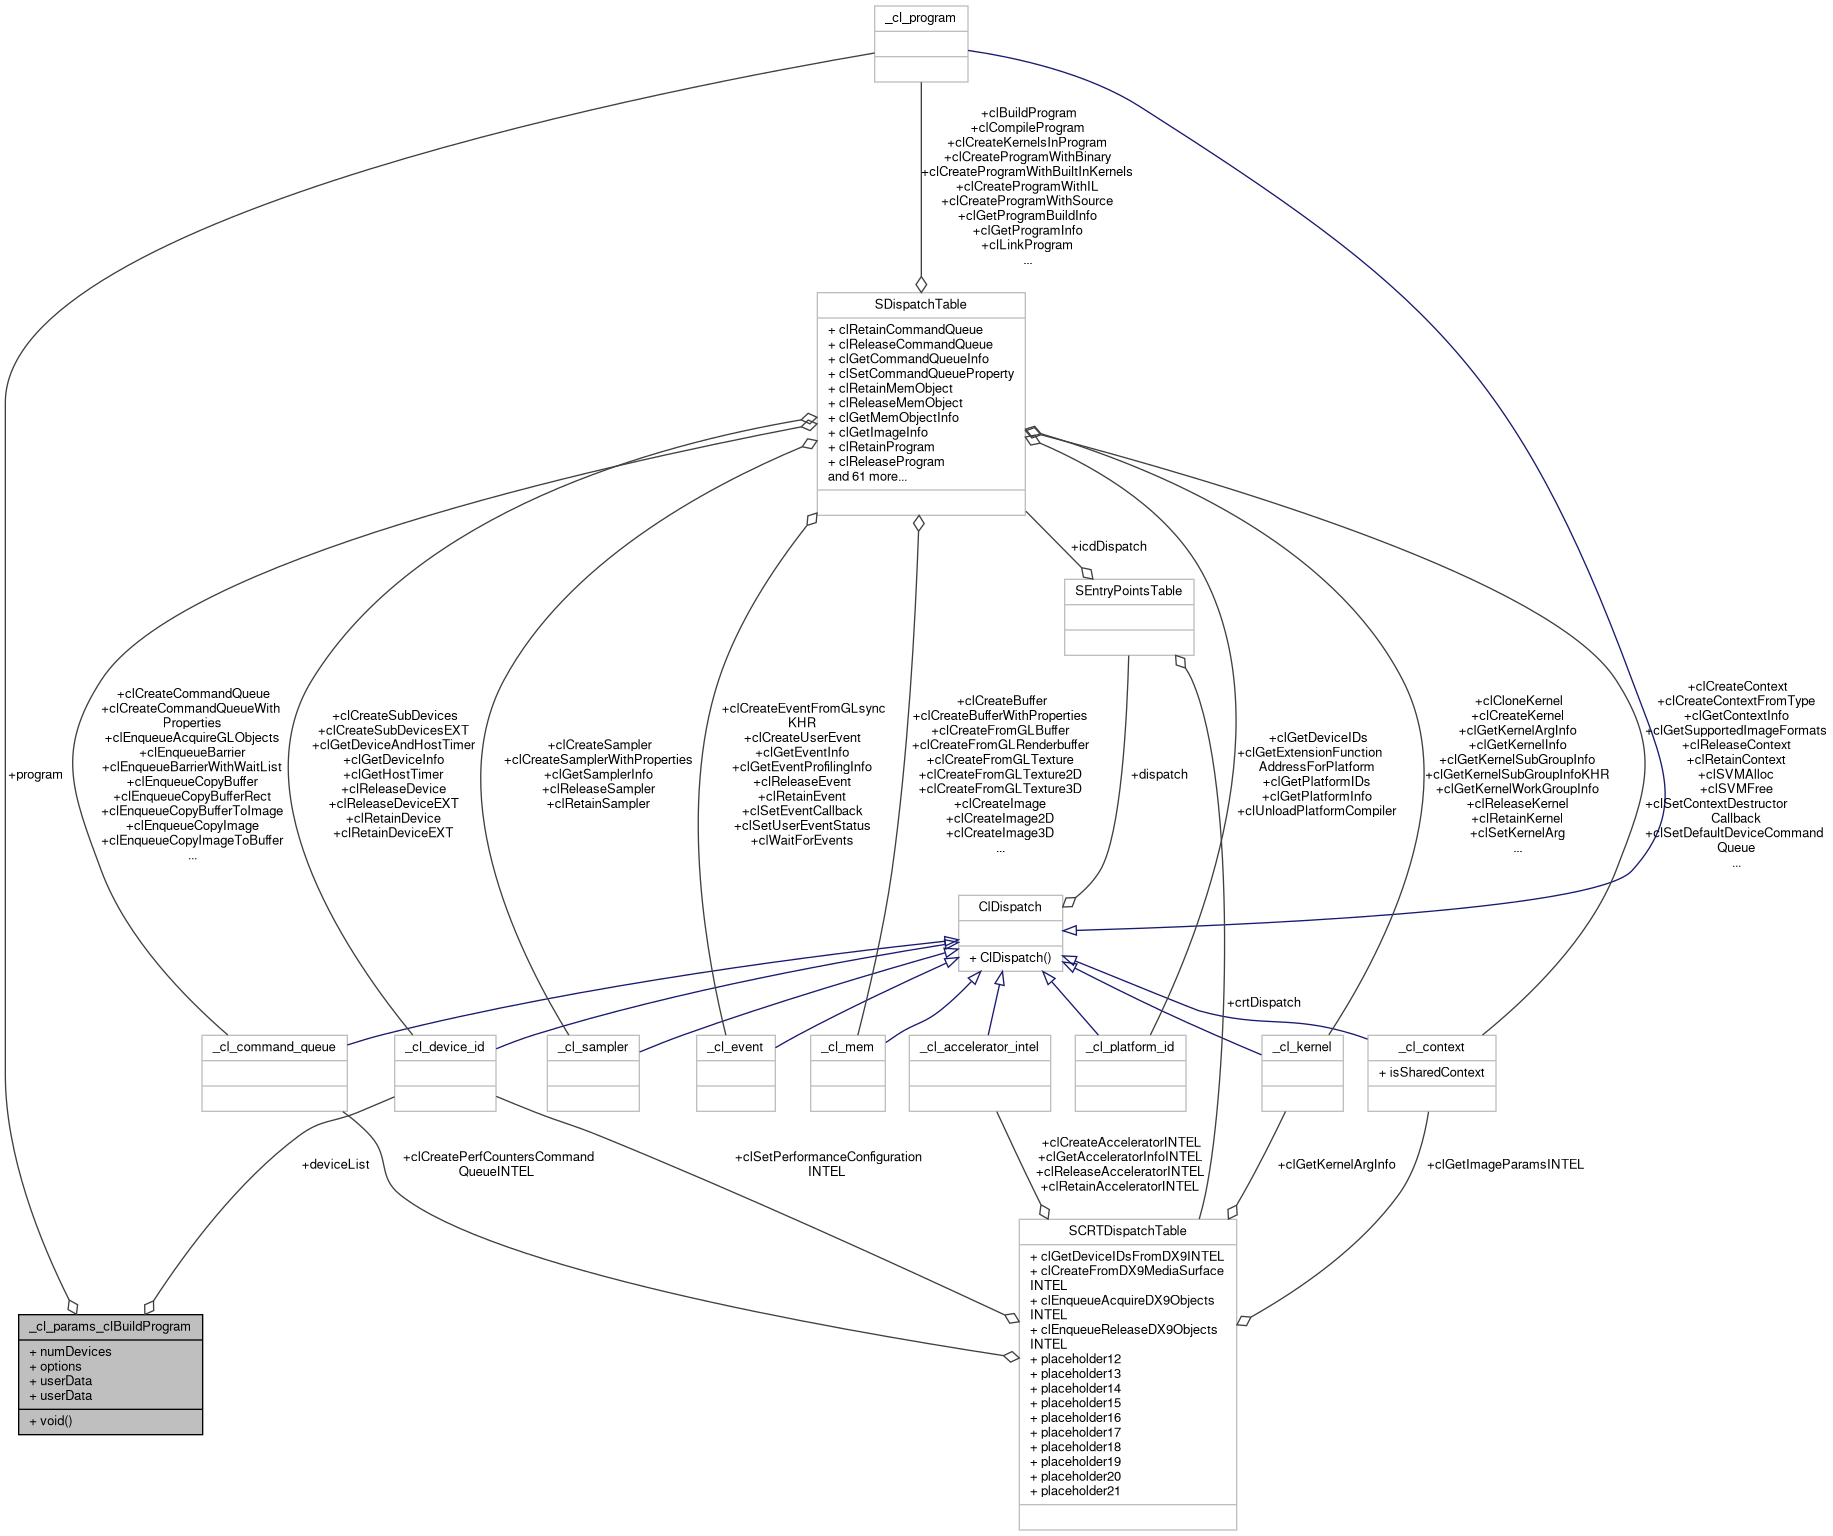 _cl_program
+clBuildProgram
+clCompileProgram
+clCreateKernelsInProgram
+clCreateProgramWithBinary
+clCreateProgramWithBuiltInKernels
+clCreateProgramWithIL
+clCreateProgramWithSource
+clGetProgramBuildInfo
+clGetProgramInfo
+clLinkProgram
...
SDispatchTable
+ clRetainCommandQueue
+ clReleaseCommandQueue
+ clGetCommandQueueInfo
+ clSetCommandQueueProperty
+ clRetainMemObject
+ clReleaseMemObject
+ clGetMemObjectInfo
+ clGetImageInfo
+ clRetainProgram
+ clReleaseProgram
and 61 more...
+icdDispatch
SEntryPointsTable
+program
+clCreateCommandQueue
+clCreateCommandQueueWith
Properties
+clEnqueueAcquireGLObjects
+clEnqueueBarrier
+clEnqueueBarrierWithWaitList
+clEnqueueCopyBuffer
+clEnqueueCopyBufferRect
+clEnqueueCopyBufferToImage
+clEnqueueCopyImage
+clEnqueueCopyImageToBuffer
...
+clCreateSubDevices
+clCreateSubDevicesEXT
+clGetDeviceAndHostTimer
+clGetDeviceInfo
+clGetHostTimer
+clReleaseDevice
+clReleaseDeviceEXT
+clRetainDevice
+clRetainDeviceEXT
+clCreateSampler
+clCreateSamplerWithProperties
+clGetSamplerInfo
+clReleaseSampler
+clRetainSampler
+clCreateEventFromGLsync
KHR
+clCreateUserEvent
+clGetEventInfo
+clGetEventProfilingInfo
+clReleaseEvent
+clRetainEvent
+clSetEventCallback
+clSetUserEventStatus
+clWaitForEvents
+clCreateBuffer
+clCreateBufferWithProperties
+clCreateFromGLBuffer
+clCreateFromGLRenderbuffer
+clCreateFromGLTexture
+clCreateFromGLTexture2D
+clCreateFromGLTexture3D
+clCreateImage
+clCreateImage2D
+clCreateImage3D
...
+dispatch
+clGetDeviceIDs
+clGetExtensionFunction
AddressForPlatform
+clGetPlatformIDs
+clGetPlatformInfo
+clUnloadPlatformCompiler
+clCloneKernel
+clCreateKernel
+clGetKernelArgInfo
+clGetKernelInfo
+clGetKernelSubGroupInfo
+clGetKernelSubGroupInfoKHR
+clGetKernelWorkGroupInfo
+clReleaseKernel
+clRetainKernel
+clSetKernelArg
...
+clCreateContext
+clCreateContextFromType
+clGetContextInfo
+clGetSupportedImageFormats
+clReleaseContext
+clRetainContext
+clSVMAlloc
+clSVMFree
+clSetContextDestructor
Callback
+clSetDefaultDeviceCommand
Queue
...
ClDispatch
+ ClDispatch()
+crtDispatch
_cl_command_queue
_cl_device_id
_cl_sampler
_cl_event
_cl_mem
_cl_accelerator_intel
_cl_platform_id
_cl_kernel
_cl_context
+ isSharedContext
+deviceList
+clCreatePerfCountersCommand
QueueINTEL
+clSetPerformanceConfiguration
INTEL
+clCreateAcceleratorINTEL
+clGetAcceleratorInfoINTEL
+clReleaseAcceleratorINTEL
+clRetainAcceleratorINTEL
+clGetKernelArgInfo
+clGetImageParamsINTEL
_cl_params_clBuildProgram
+ numDevices
+ options
+ userData
+ userData
+ void()
SCRTDispatchTable
+ clGetDeviceIDsFromDX9INTEL
+ clCreateFromDX9MediaSurface
INTEL
+ clEnqueueAcquireDX9Objects
INTEL
+ clEnqueueReleaseDX9Objects
INTEL
+ placeholder12
+ placeholder13
+ placeholder14
+ placeholder15
+ placeholder16
+ placeholder17
+ placeholder18
+ placeholder19
+ placeholder20
+ placeholder21